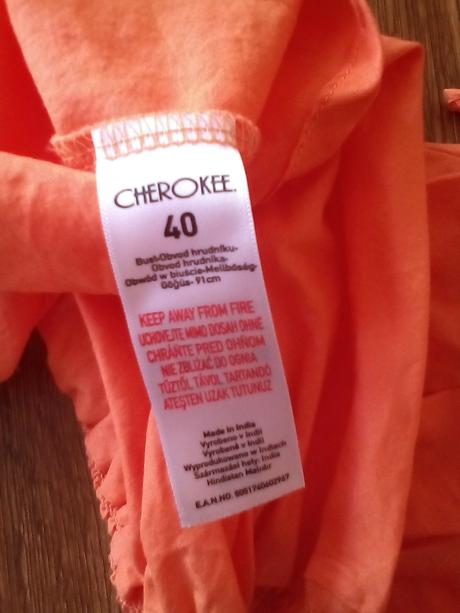 CHEROKEE.
40
Bust-Obvod hrudníku-
Obvod hrudníka-
Obwód w biuście-Mellbőség-
Göğüs- 91cm
KEEP AWAY FROM FIRE
UCHOVEJTE MIMO DOSAH OHNĚ
CHRÁŇTE PRED OHŇOM
NIE ZBLIŻAĆ DO OGNIA
TŰZTŐL TÁVOL TARTANDÓ
ATEŞTEN UZAK TUTUNUZ
Made in India
Vyrobeno v Indii
Vyrobené v Indii
Wyprodukowano w Indiach
Származási hely: India
Hindistan Malıdır
E.A.N.NO. 5051960602967